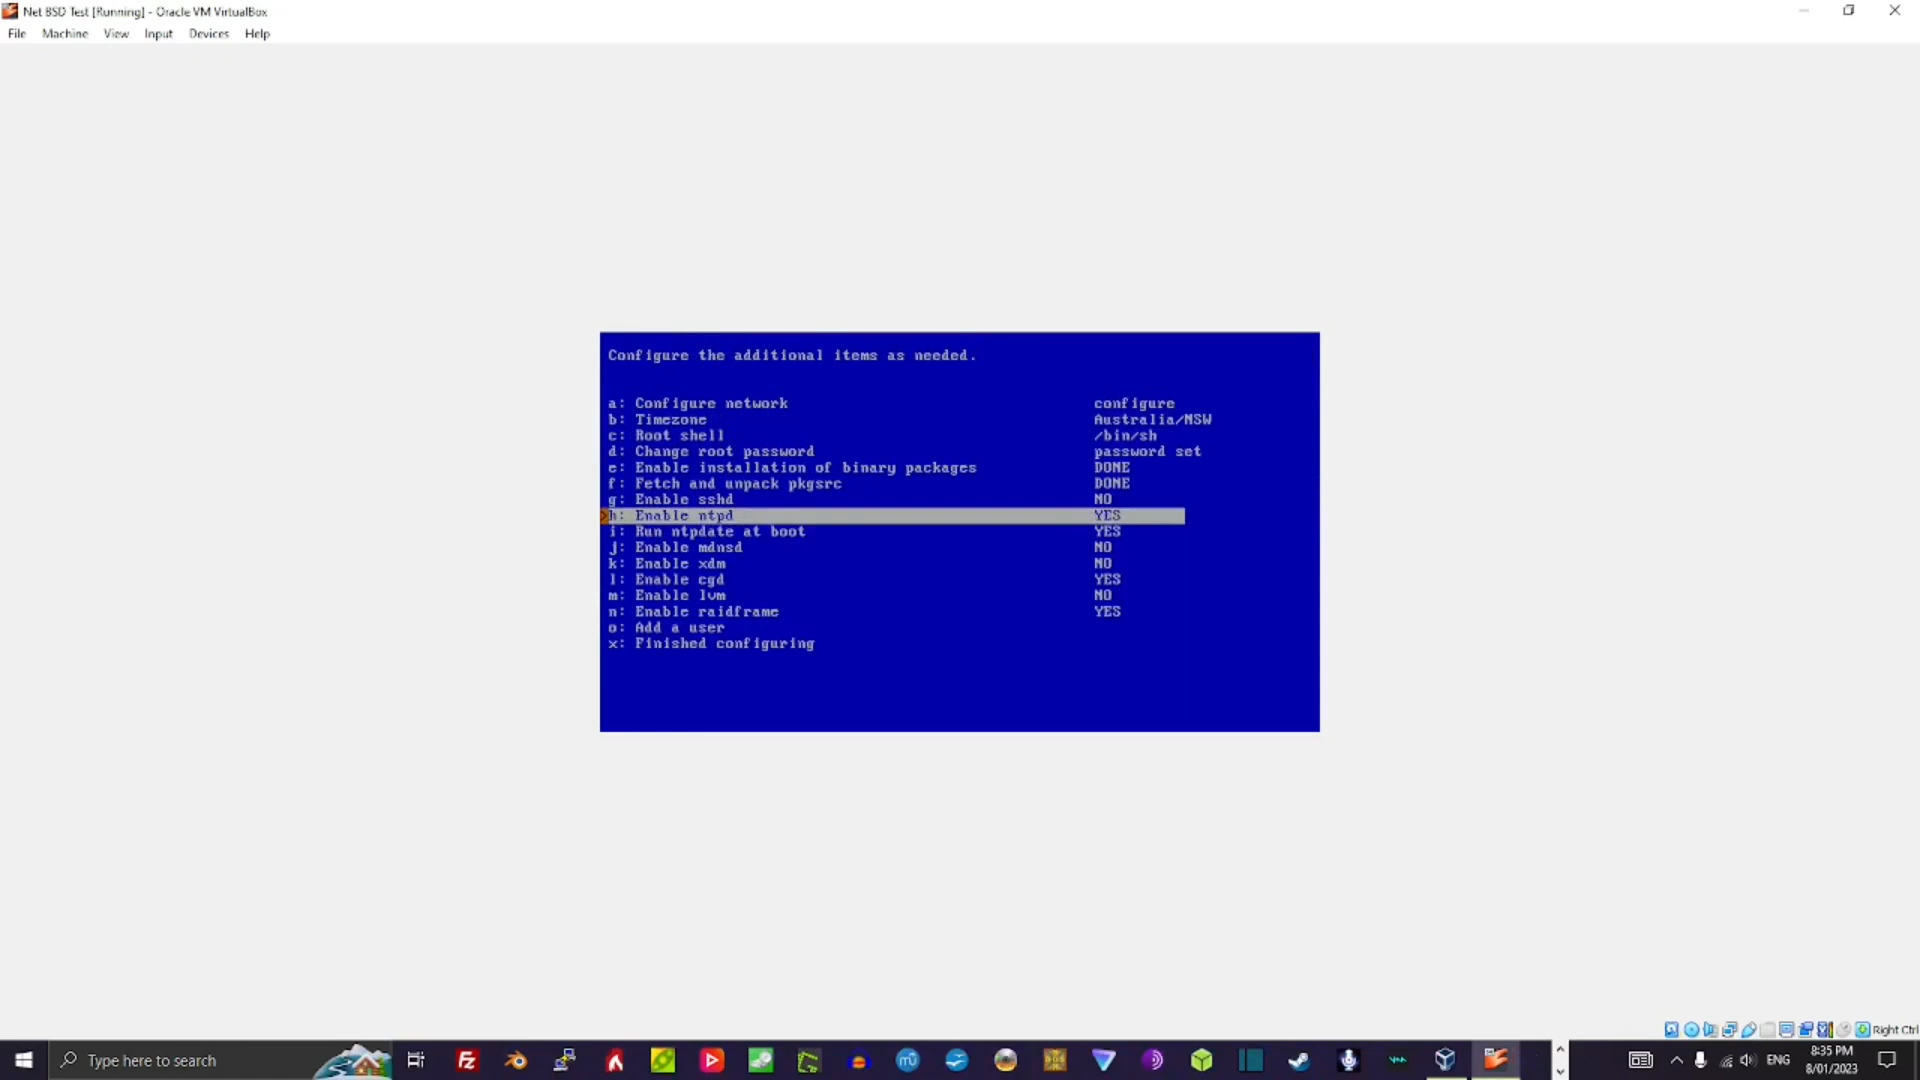 Net BSD Test [Running] - Oracle VM VirtualBox
File Machine View Input Devices Help
Configure the additional items as needed.
a: Configure network configure
b: Timezone Australia/NSW
c: Root shell /bin/sh
d: Change root password password set
e: Enable installation of binary packages DONE
f: Fetch and unpack pkgsrc DONE
g: Enable sshd NO
>h: Enable ntpd YES
i: Run ntpdate at boot YES
j: Enable mdnsd NO
k: Enable xdm NO
l: Enable cgd YES
m: Enable lvm NO
n: Enable raidframe YES
o: Add a user
x: Finished configuring
Right Ctrl
Type here to search
ENG
8:35 PM
8/01/2023